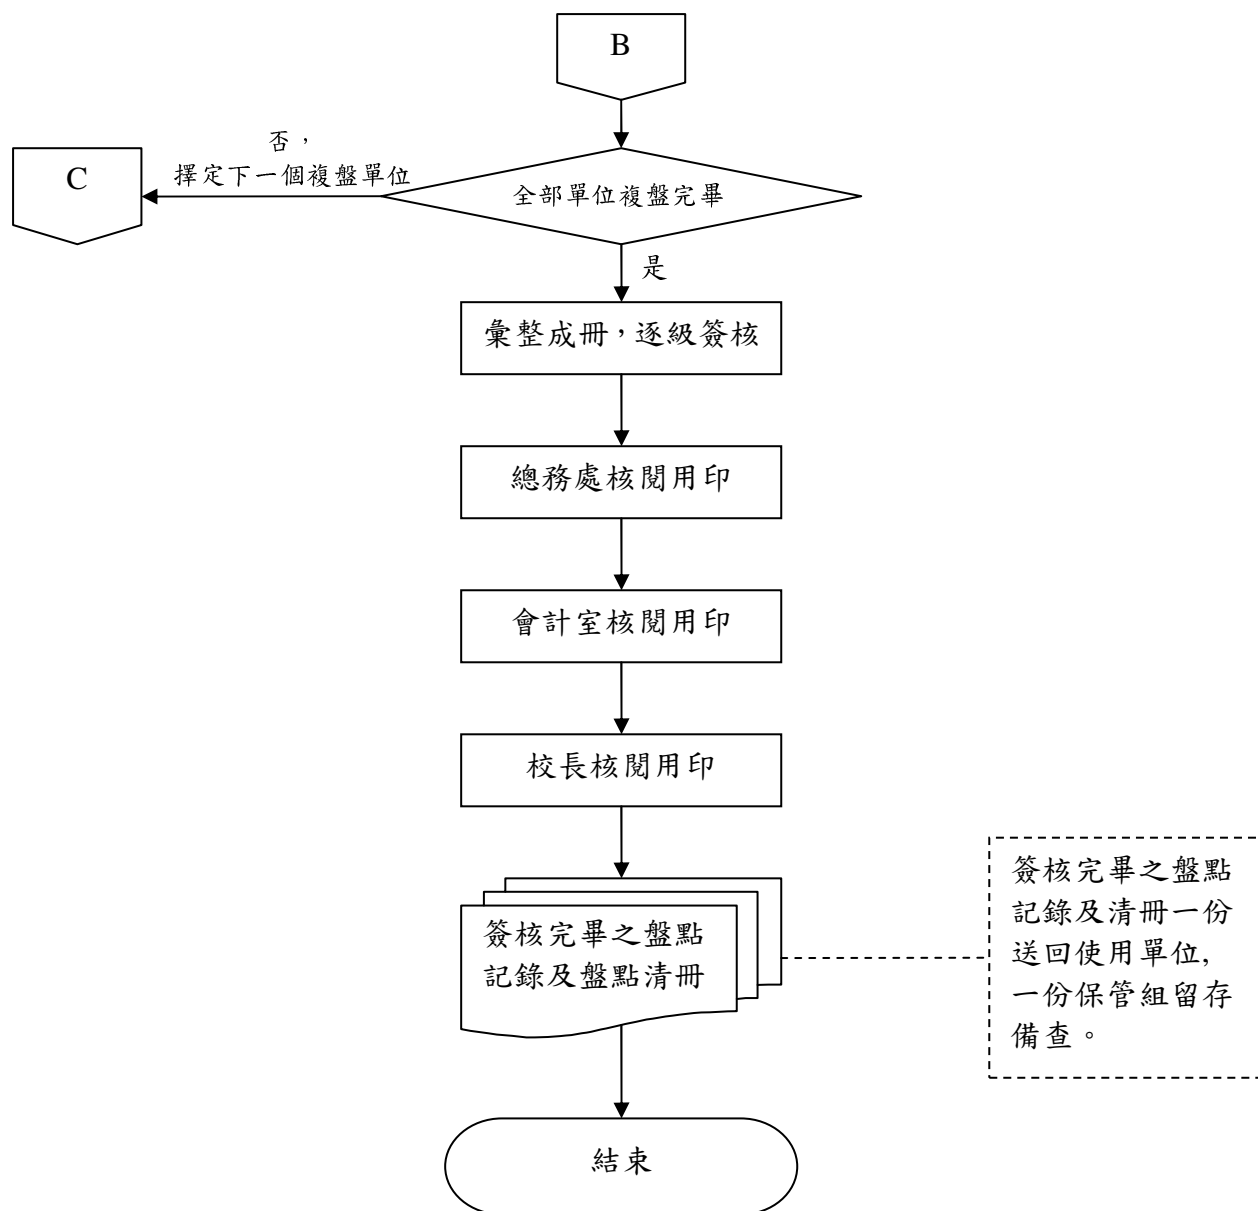 B
否，
擇定下一個複盤單位
C
全部單位複盤完畢
是
彙整成冊，逐級簽核
總務處核閱用印
會計室核閱用印
校長核閱用印
簽核完畢之盤點
記錄及盤點清冊
簽核完畢之盤點
記錄及清冊一份
送回使用單位,
一份保管組留存
備查。
結束